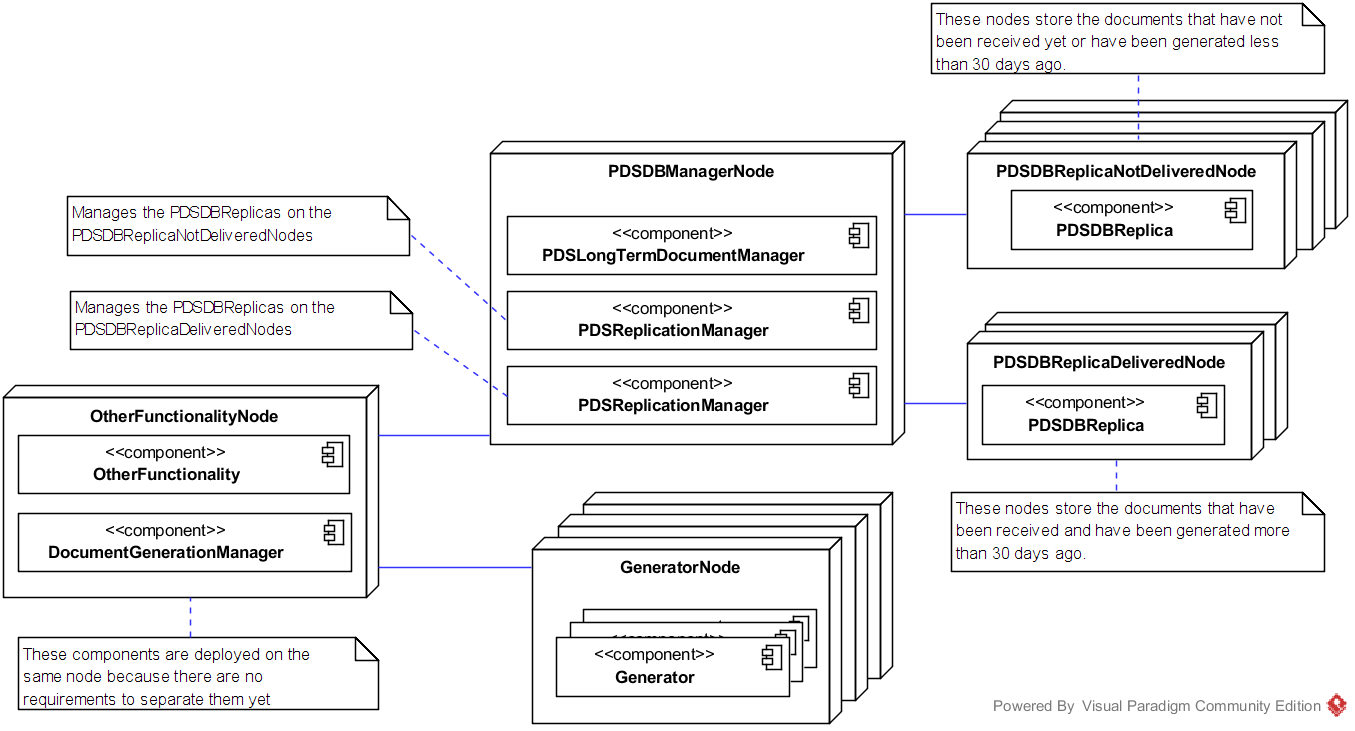 These nodes store the documents that have not
been received yet or have been generated less
than 30 days ago.
PDSDBManagerNode
<<component>>
PDSLongTermDocumentManager
<<component>>
PDSReplicationManager
<<component>>
PDSReplicationManager
PDSDBReplicaNotDeliveredNode
<<component>>
PDSDBReplica
Manages the PDSDBReplicas on the
PDSDBReplicaNotDeliveredNodes
Manages the PDSDBReplicas on the
PDSDBReplicaDeliveredNodes
PDSDBReplicaDeliveredNode
<<component>>
PDSDBReplica
OtherFunctionalityNode
<<component>>
OtherFunctionality
<<component>>
DocumentGenerationManager
These nodes store the documents that have
been received and have been generated more
than 30 days ago.
GeneratorNode
<<component>>
<<component>>
Generator
These components are deployed on the
same node because there are no
requirements to separate them yet
Powered By Visual Paradigm Community Edition